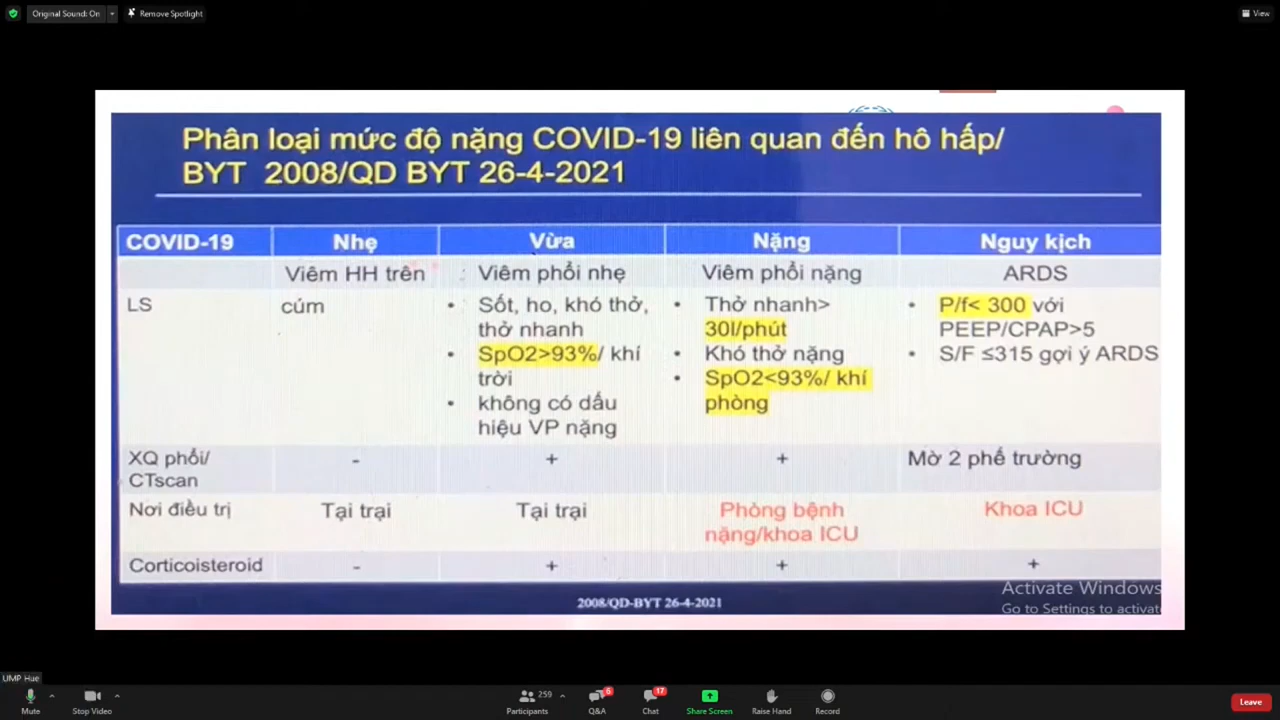 Original Sound: On
Remove Spotlight
View
Phân loại mức độ nặng COVID-19 liên quan đến hô hấp/
BYT 2008/QD BYT 26-4-2021
COVID-19
Nhẹ
Vừa
Nặng
Nguy kịch
Viêm HH trên
Viêm phổi nhẹ
Viêm phổi nặng
ARDS
LS
cúm
• Sốt, ho, khó thở,
thở nhanh
• SpO2>93%/ khí
trời
• không có dấu
hiệu VP nặng
• Thở nhanh>
30l/phút
• Khó thở nặng
• SpO2<93%/ khí
phòng
• P/f< 300 với
PEEP/CPAP>5
• S/F ≤315 gợi ý ARDS
XQ phổi/
CTscan
-
+
+
Mờ 2 phế trường
Nơi điều trị
Tại trại
Tại trại
Phòng bệnh
nặng/khoa ICU
Khoa ICU
Corticoisteroid
-
+
+
+
2008/QD-BYT 26-4-2021
Activate Windows
Go to Settings to activat
UMP Hue
Mute
Stop Video
259
Participants
6
Q&A
17
Chat
Share Screen
Raise Hand
Record
Leave